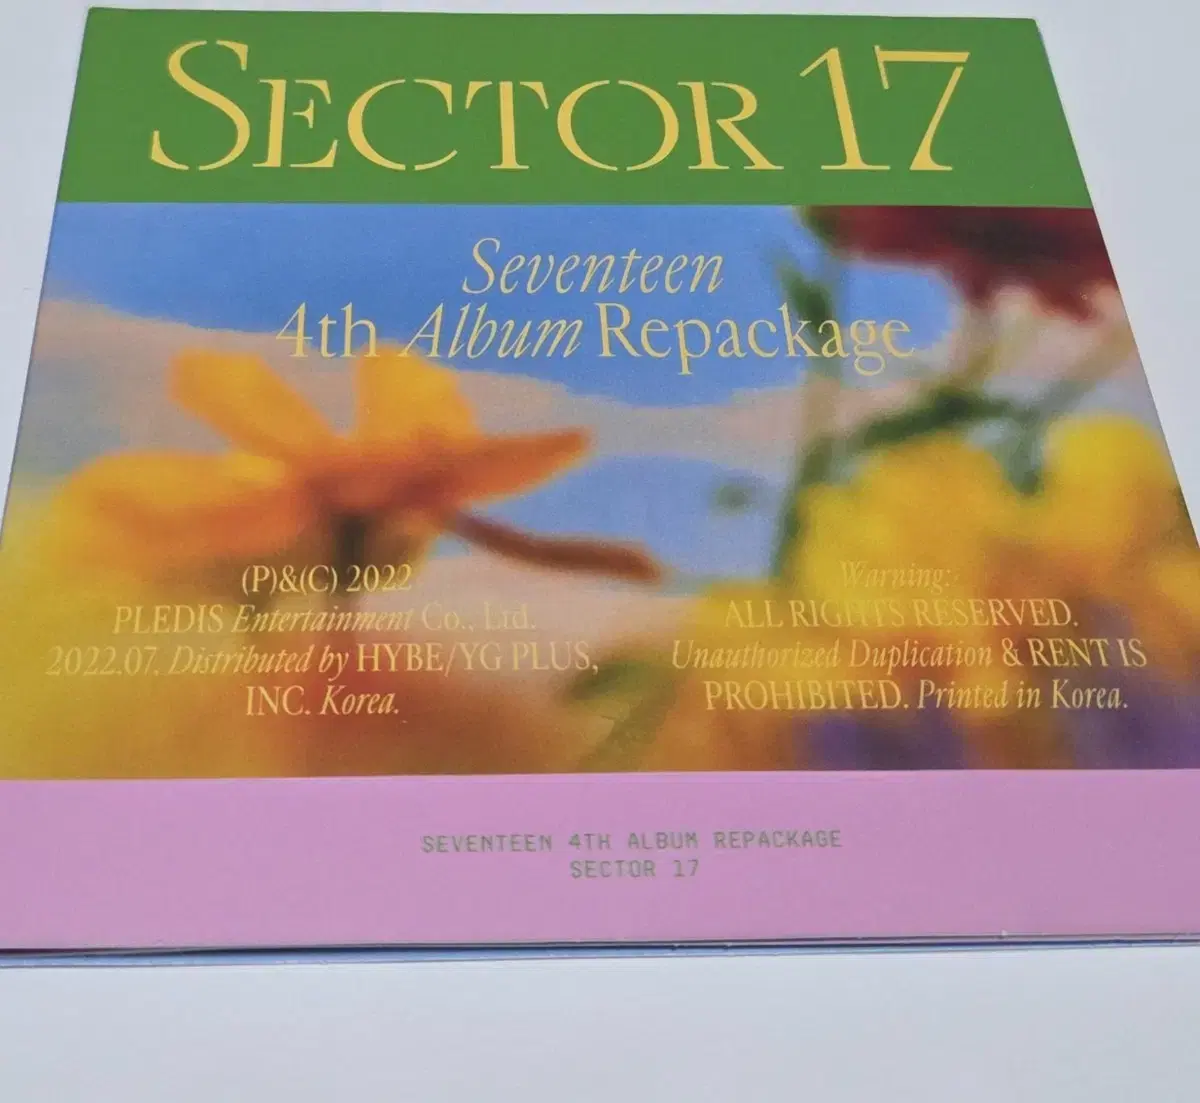 SECTOR 17
Seventeen
4th Album Repackage
(P)&(C) 2022
PLEDIS Entertainment Co., Ltd.
2022.07. Distributed by HYBE/YG PLUS,
INC. Korea.
Warning:
ALL RIGHTS RESERVED.
Unauthorized Duplication & RENT IS
PROHIBITED. Printed in Korea.
SEVENTEEN 4TH ALBUM REPACKAGE
SECTOR 17